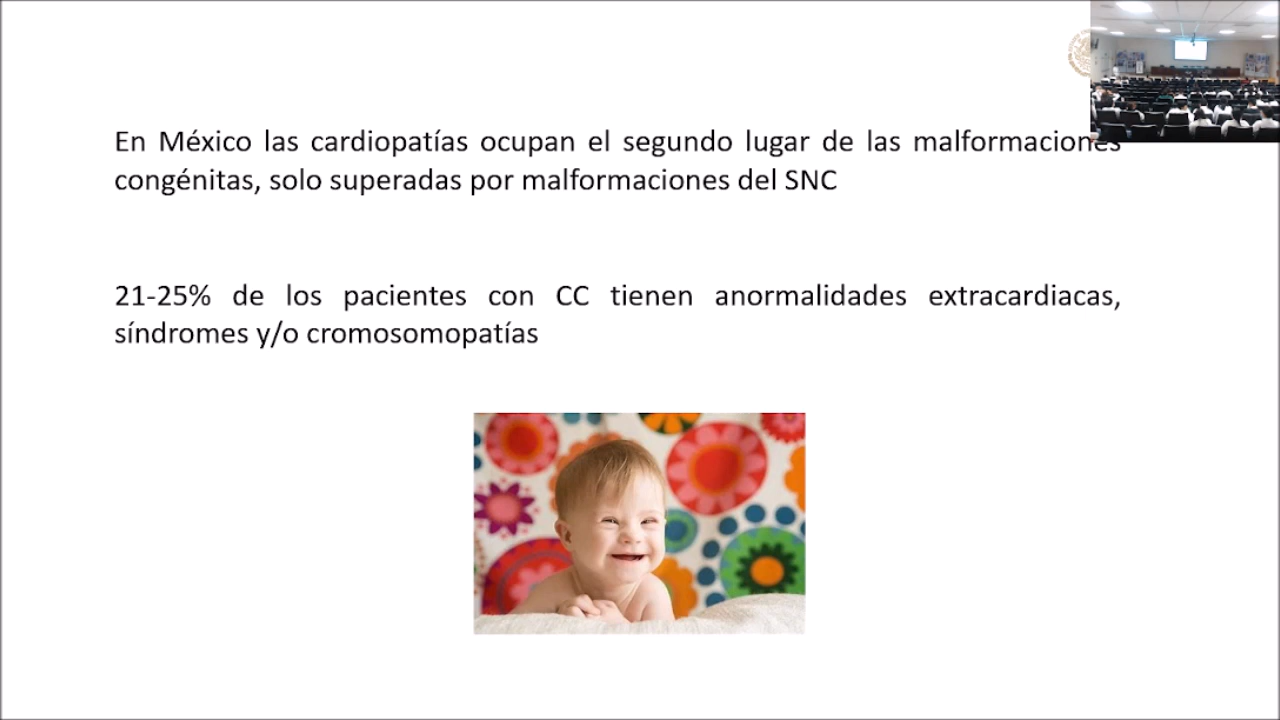 En México las cardiopatías ocupan el segundo lugar de las malformaciones
congénitas, solo superadas por malformaciones del SNC
21-25% de los pacientes con CC tienen anormalidades extracardiacas,
síndromes y/o cromosomopatías